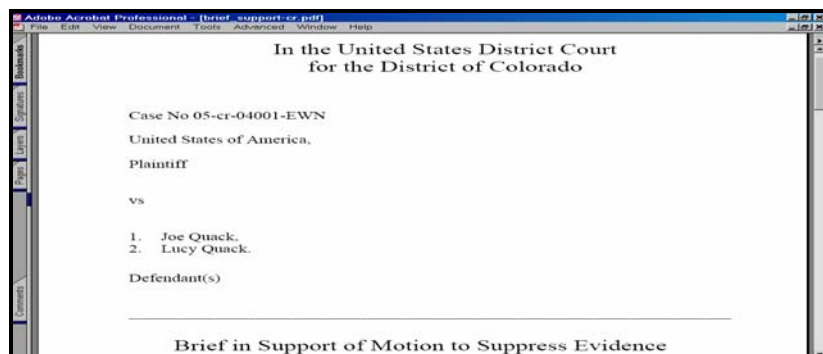 Adobe Acrobat Professional - [brief_support-cr.pdf]
File Edit View Document Tools Advanced Window Help
Bookmarks
Signatures
Layers
Pages
Comments
In the United States District Court
for the District of Colorado
Case No 05-cr-04001-EWN
United States of America,
Plaintiff
vs
1. Joe Quack,
2. Lucy Quack.
Defendant(s)
Brief in Support of Motion to Suppress Evidence